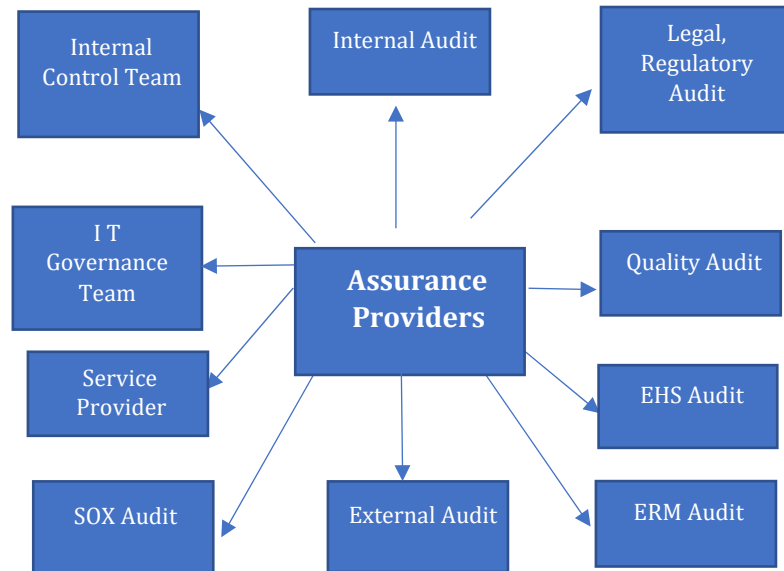 Internal
Control Team
Internal Audit
Legal,
Regulatory
Audit
I T
Governance
Team
Assurance
Providers
Quality Audit
Service
Provider
EHS Audit
SOX Audit
External Audit
ERM Audit